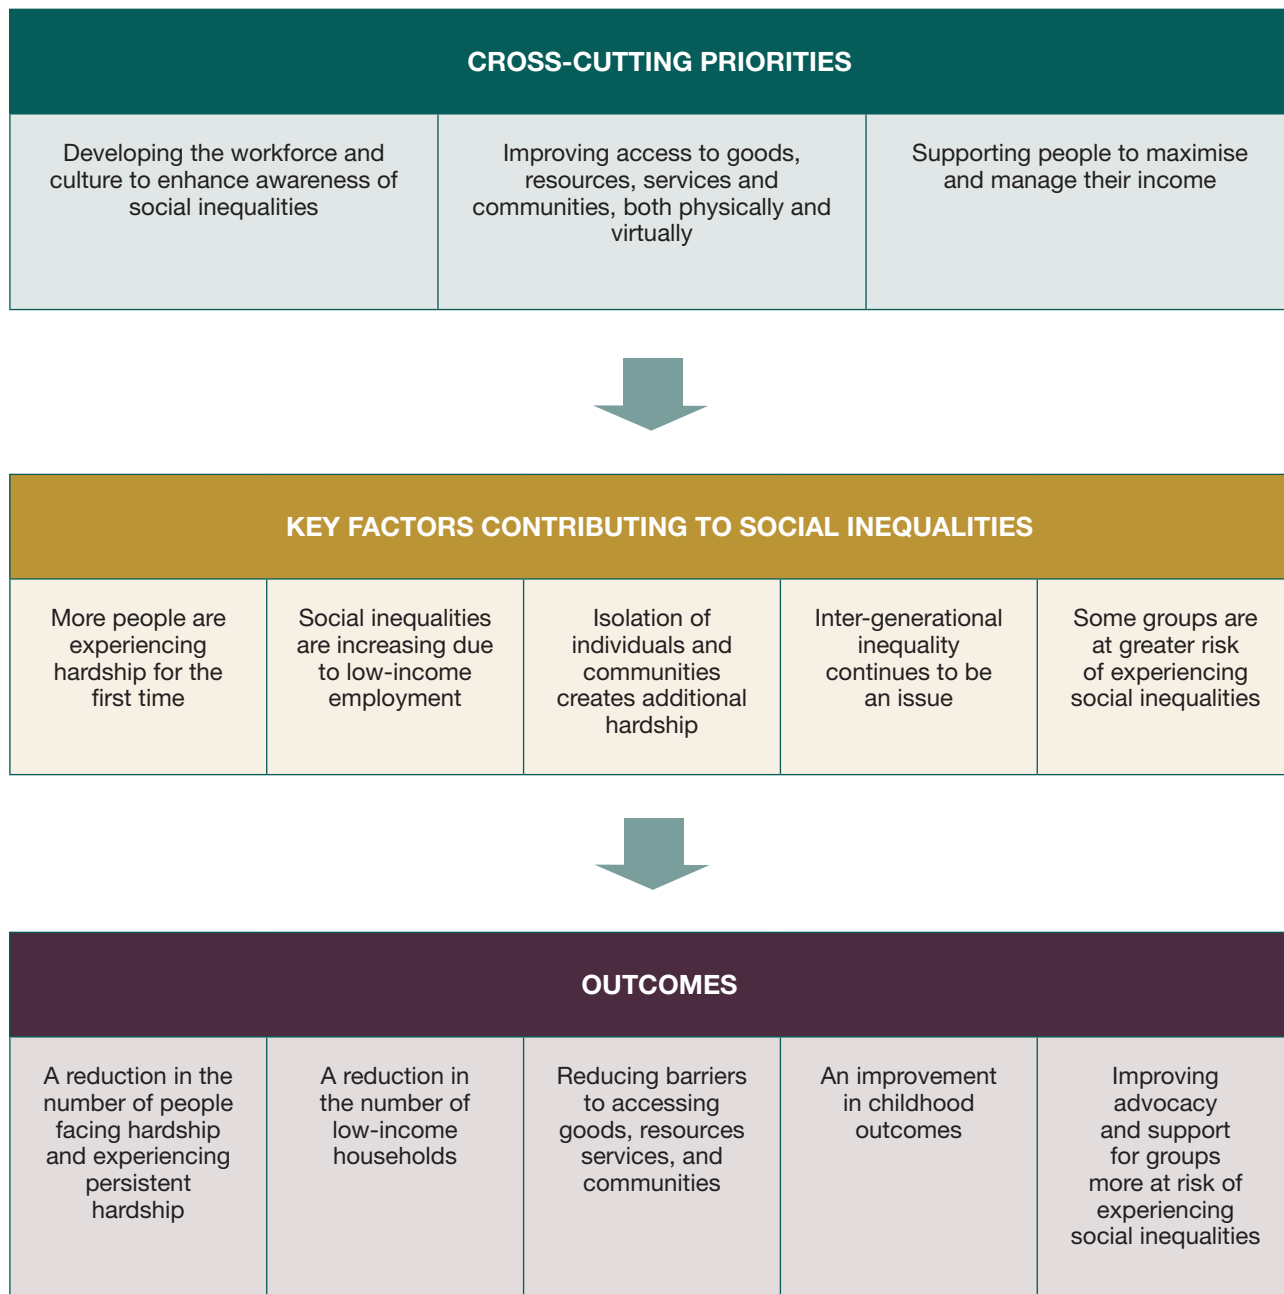 CROSS-CUTTING PRIORITIES
Developing the workforce and
culture to enhance awareness of
social inequalities
Improving access to goods,
resources, services and
communities, both physically and
virtually
Supporting people to maximise
and manage their income
KEY FACTORS CONTRIBUTING TO SOCIAL INEQUALITIES
More people are
experiencing
hardship for the
first time
Social inequalities
are increasing due
to low-income
employment
Isolation of
individuals and
communities
creates additional
hardship
Inter-generational
inequality
continues to be
an issue
Some groups are
at greater risk
of experiencing
social inequalities
OUTCOMES
A reduction in the
number of people
facing hardship
and experiencing
persistent
hardship
A reduction in
the number of
low-income
households
Reducing barriers
to accessing
goods, resources
services, and
communities
An improvement
in childhood
outcomes
Improving
advocacy
and support
for groups
more at risk of
experiencing
social inequalities